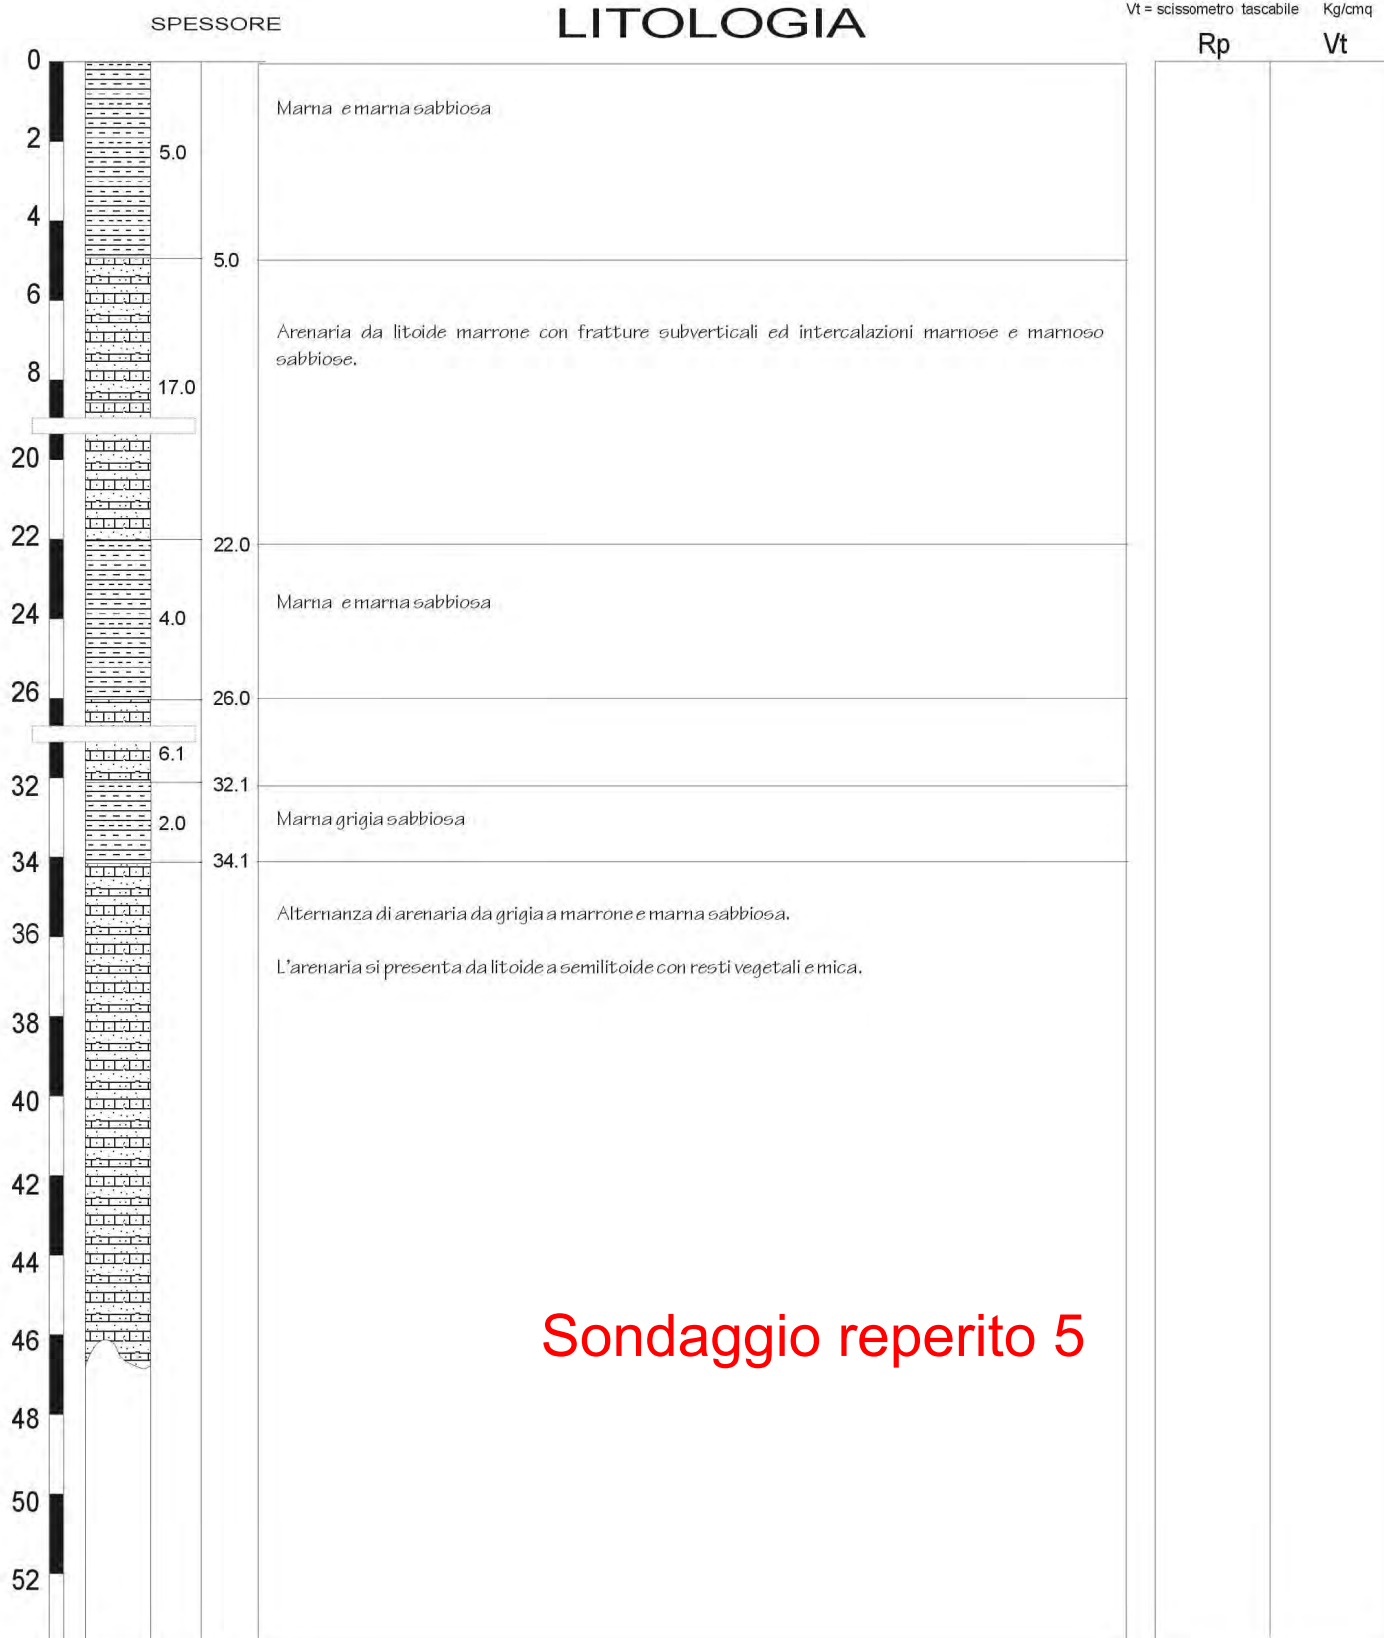 Vt = scissometro tascabile Kg/cmq
SPESSORE
LITOLOGIA
Rp Vt
0
Marna e marna sabbiosa
2
5.0
4
5.0
6
Arenaria da litoide marrone con fratture subverticali ed intercalazioni marnose e marnoso
sabbiose.
8
17.0
20
22
22.0
Marna e marna sabbiosa
24
4.0
26
26.0
6.1
32
32.1
Marna grigia sabbiosa
2.0
34
34.1
Alternanza di arenaria da grigia a marrone e marna sabbiosa.
36
L'arenaria si presenta da litoide a semilitoide con resti vegetali e mica.
38
40
42
44
Sondaggio reperito 5
46
48
50
52